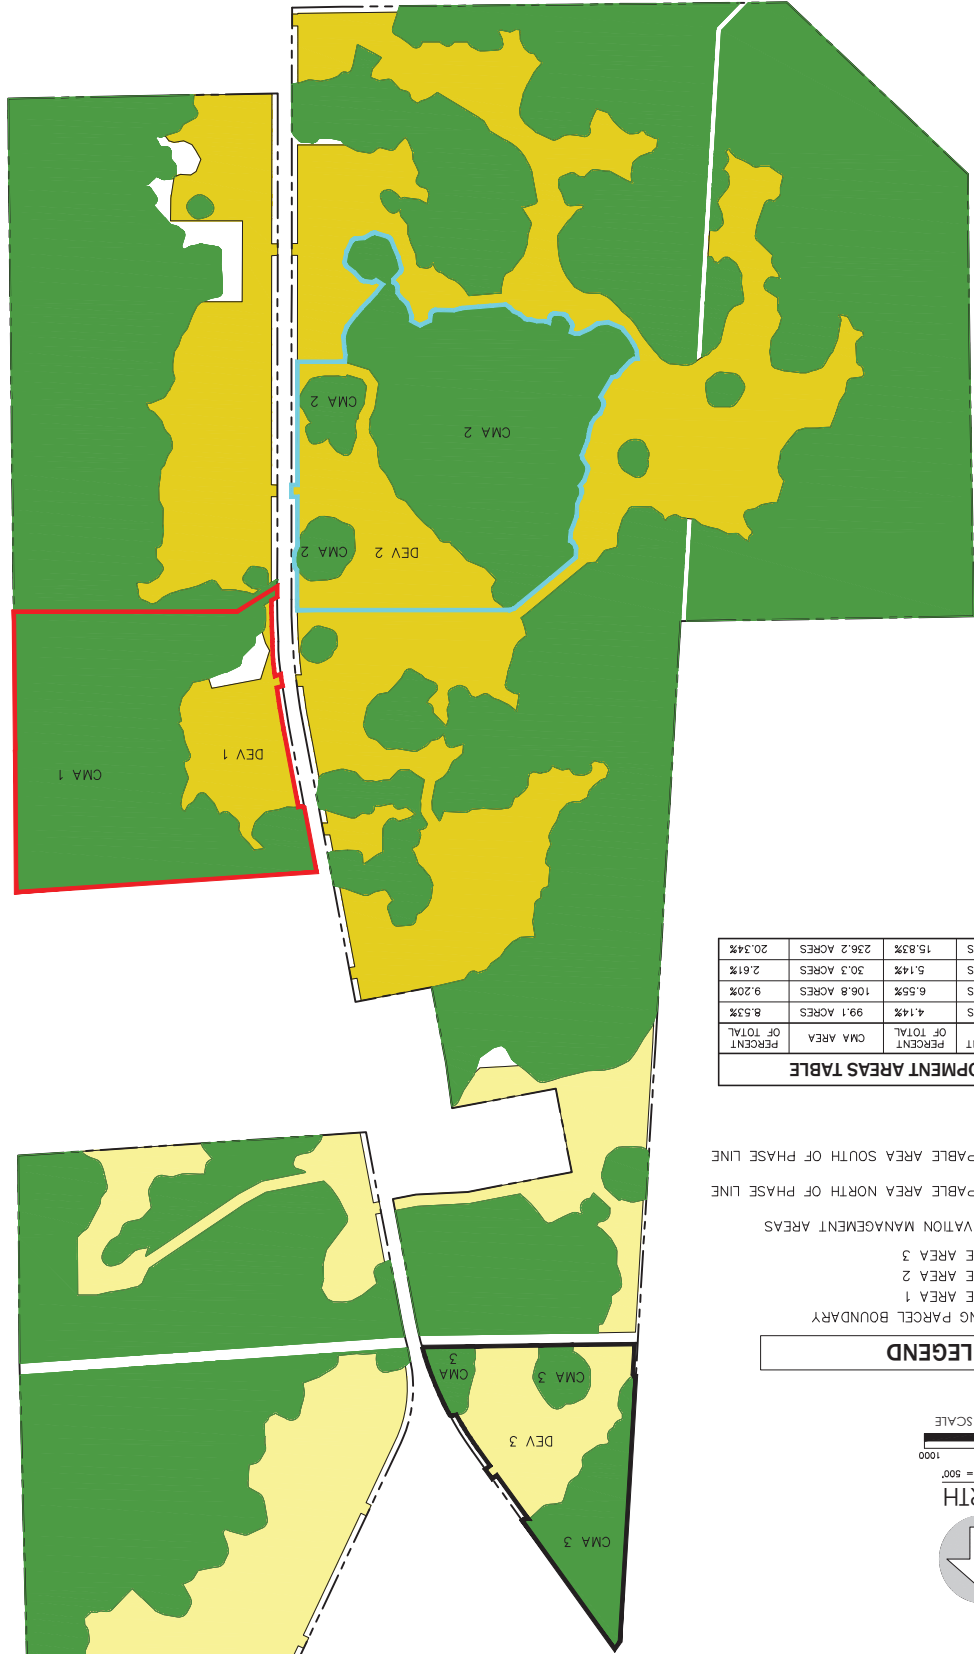 RTH
= 500'
1000
SCALE
LEGEND
NG PARCEL BOUNDARY
E AREA 1
E AREA 2
E AREA 3
VATION MANAGEMENT AREAS
PABLE AREA NORTH OF PHASE LINE
PABLE AREA SOUTH OF PHASE LINE
OPMENT AREAS TABLE
T PERCENT OF TOTAL CMA AREA PERCENT OF TOTAL
S 4.14% 99.1 ACRES 8.53%
S 6.55% 106.8 ACRES 9.20%
S 5.14% 30.3 ACRES 2.61%
S 15.83% 236.2 ACRES 20.34%
CMA 3
DEV 3
CMA 3
CMA
3
CMA 1
DEV 1
DEV 2
CMA 2
CMA 2
CMA 2